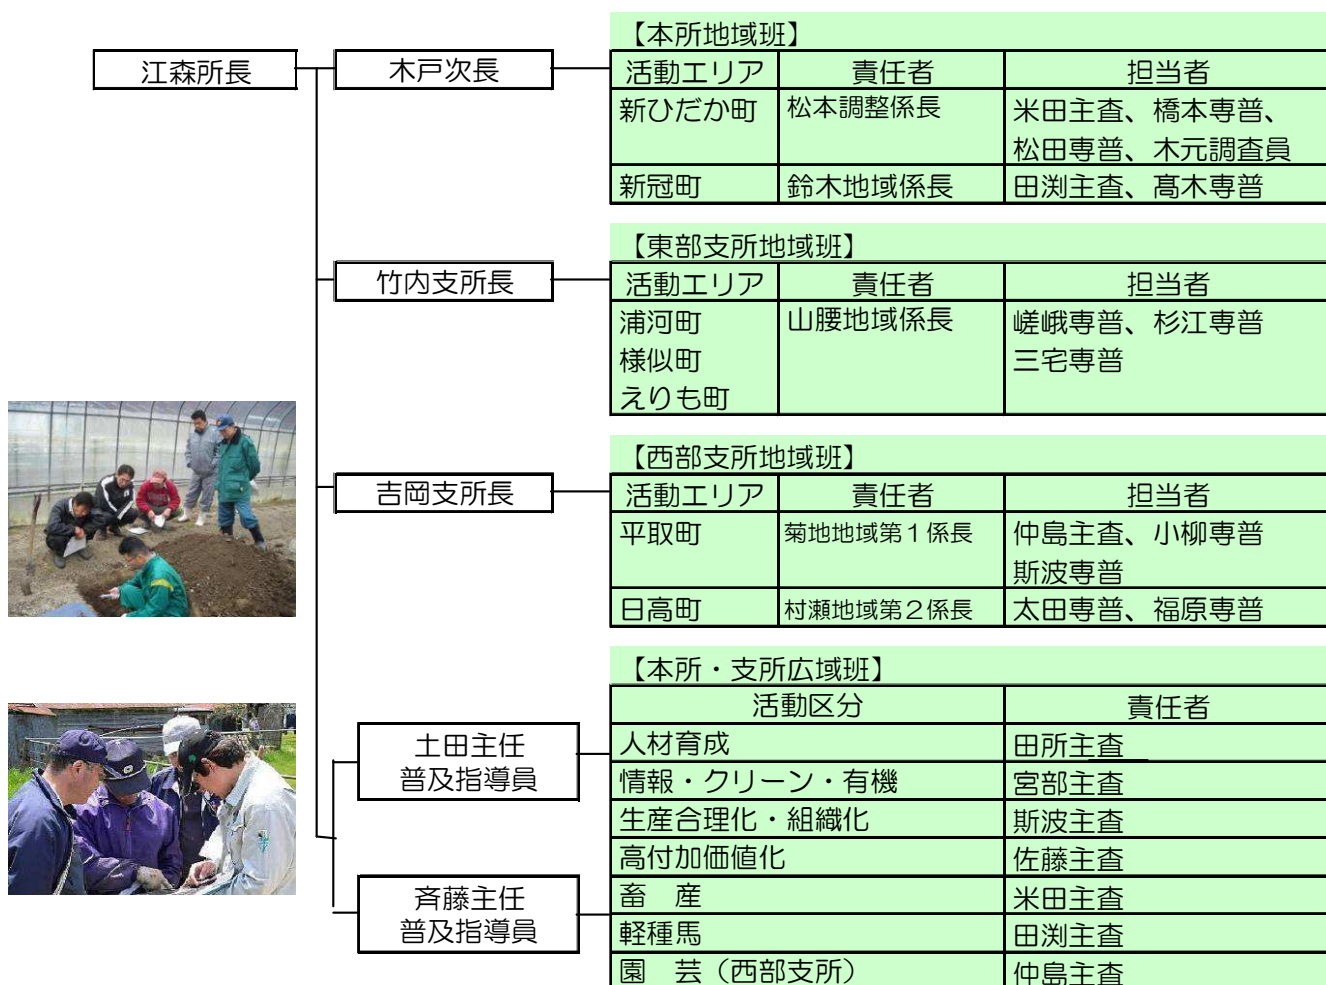 江森所長
木戸次長
【本所地域班】
活動エリア 責任者 担当者
新ひだか町 松本調整係長 米田主査、橋本専普、
松田専普、木元調査員
新冠町 鈴木地域係長 田渕主査、髙木専普
竹内支所長
【東部支所地域班】
活動エリア 責任者 担当者
浦河町 山腰地域係長 嵯峨専普、杉江専普
様似町 三宅専普
えりも町
吉岡支所長
【西部支所地域班】
活動エリア 責任者 担当者
平取町 菊地地域第1係長 仲島主査、小柳専普
斯波専普
日高町 村瀬地域第2係長 太田専普、福原専普
土田主任
普及指導員
斉藤主任
普及指導員
【本所・支所広域班】
活動区分 責任者
人材育成 田所主査
情報・クリーン・有機 宮部主査
生産合理化・組織化 斯波主査
高付加価値化 佐藤主査
畜　産 米田主査
軽種馬 田渕主査
園　芸（西部支所） 仲島主査